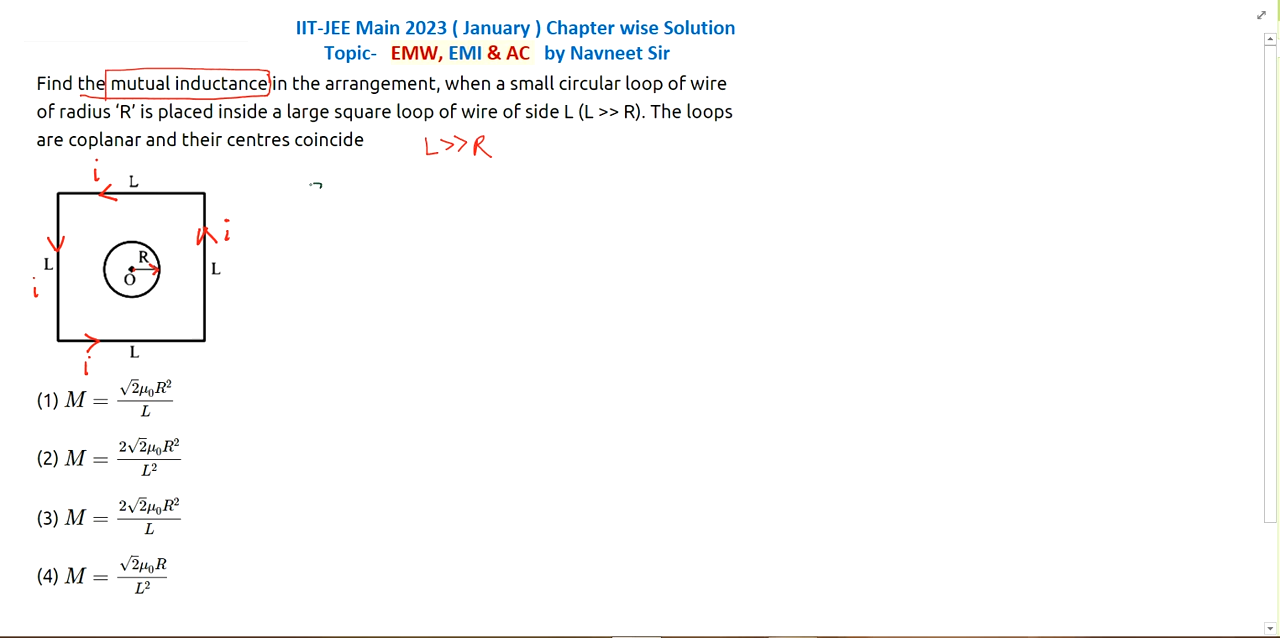 IIT-JEE Main 2023 ( January ) Chapter wise Solution
Topic- EMW, EMI & AC by Navneet Sir
Find the mutual inductance in the arrangement, when a small circular loop of wire
of radius ‘R’ is placed inside a large square loop of wire of side L (L >> R). The loops
are coplanar and their centres coincide
L>>R
i
L
i
R
O
L
L
i
L
i
(1) M = √2μ₀R² / L
(2) M = 2√2μ₀R² / L²
(3) M = 2√2μ₀R² / L
(4) M = √2μ₀R / L²